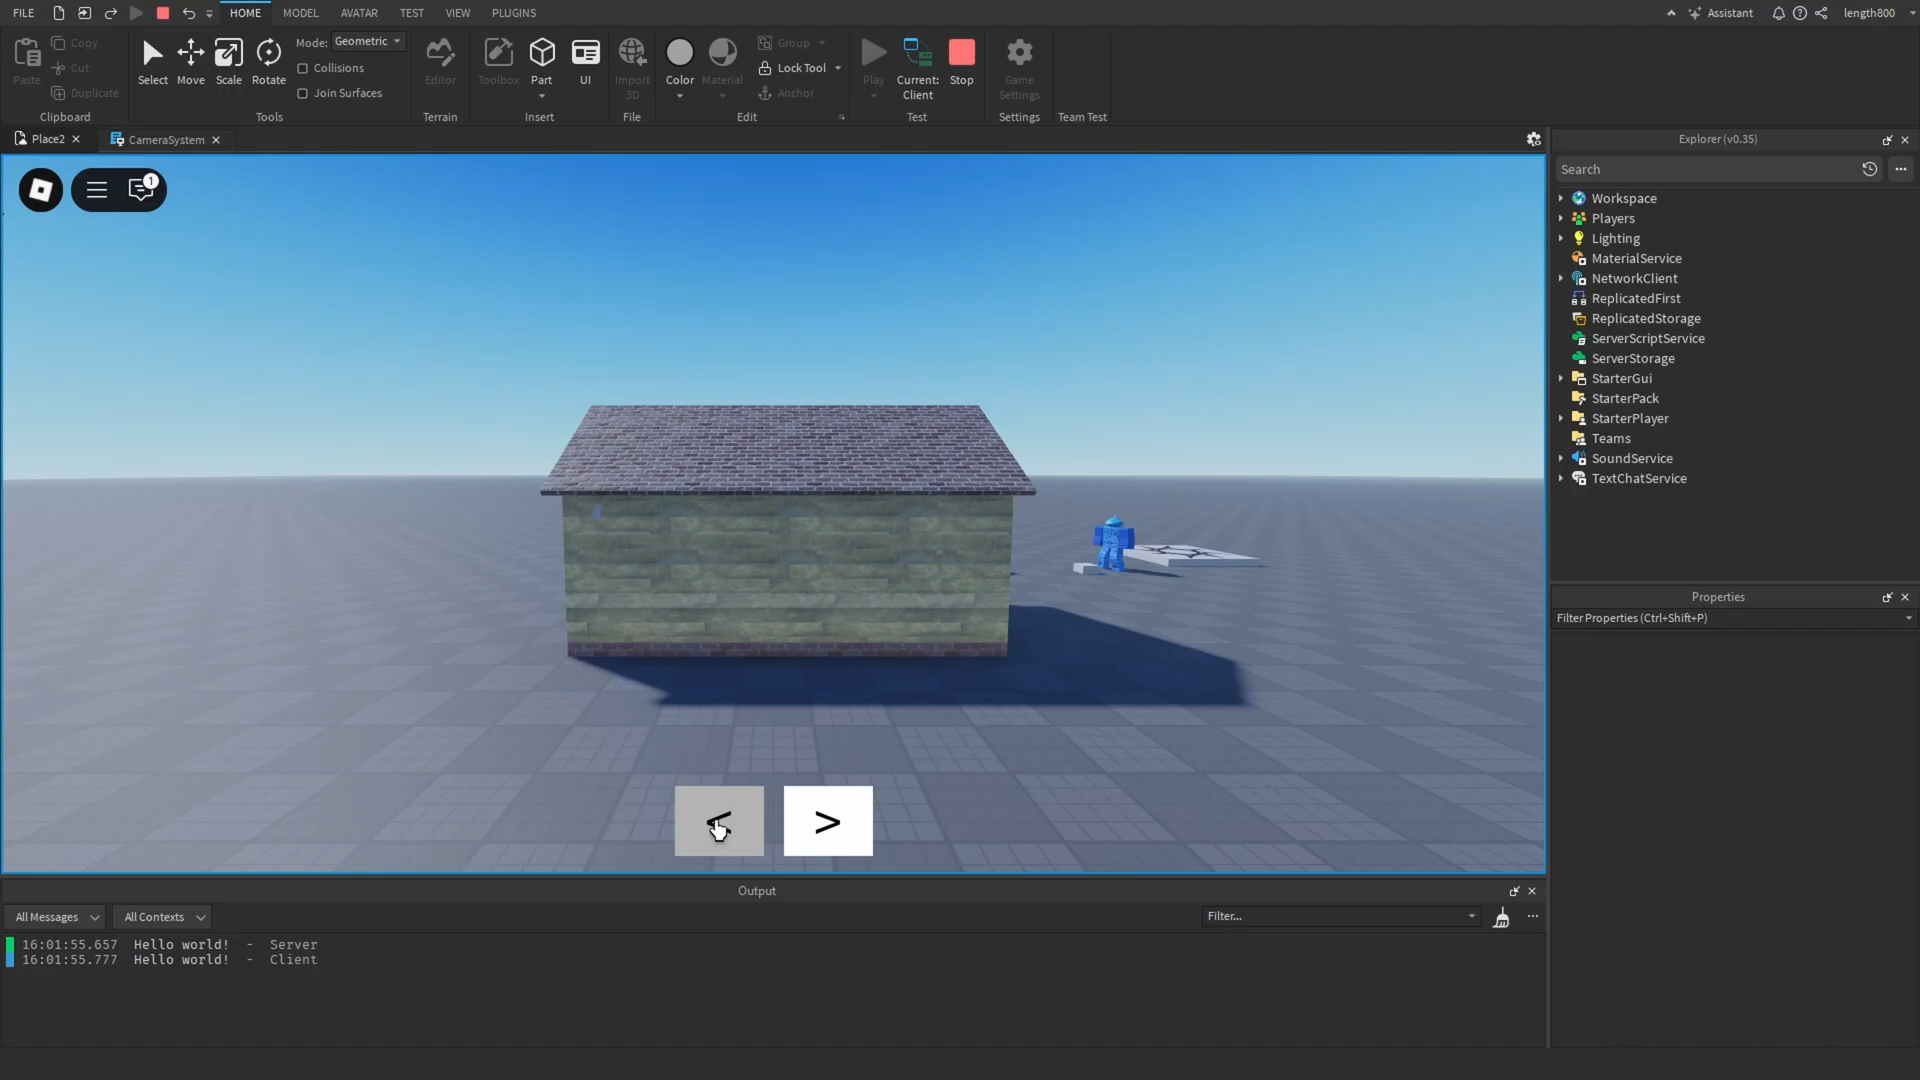 FILE HOME MODEL AVATAR TEST VIEW PLUGINS Assistant length800
Paste Copy Cut Duplicate
Clipboard
Select Move Scale Rotate
Mode: Geometric
Collisions
Join Surfaces
Tools
Editor
Terrain
Toolbox Part UI
Insert
Import 3D
File
Color Material
Group
Lock Tool
Anchor
Edit
Play
Current: Client
Stop
Test
Game Settings
Settings
Team Test
Place2 CameraSystem
1
< >
Output
All Messages All Contexts Filter...
16:01:55.657 Hello world! - Server
16:01:55.777 Hello world! - Client
Explorer (v0.35)
Search
Workspace
Players
Lighting
MaterialService
NetworkClient
ReplicatedFirst
ReplicatedStorage
ServerScriptService
ServerStorage
StarterGui
StarterPack
StarterPlayer
Teams
SoundService
TextChatService
Properties
Filter Properties (Ctrl+Shift+P)